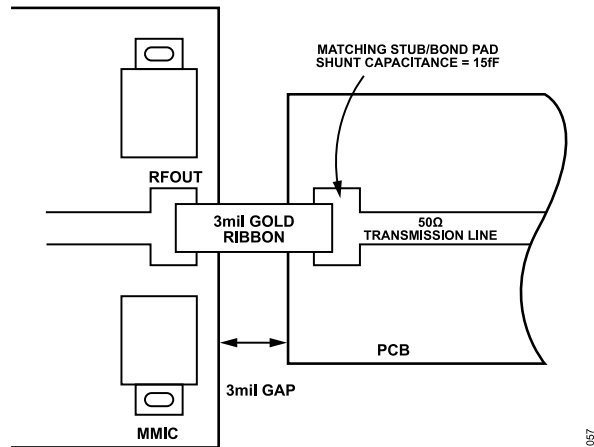 MATCHING STUB/BOND PAD
SHUNT CAPACITANCE = 15fF
RFOUT
3mil GOLD
RIBBON
50Ω
TRANSMISSION LINE
PCB
3mil GAP
MMIC
057